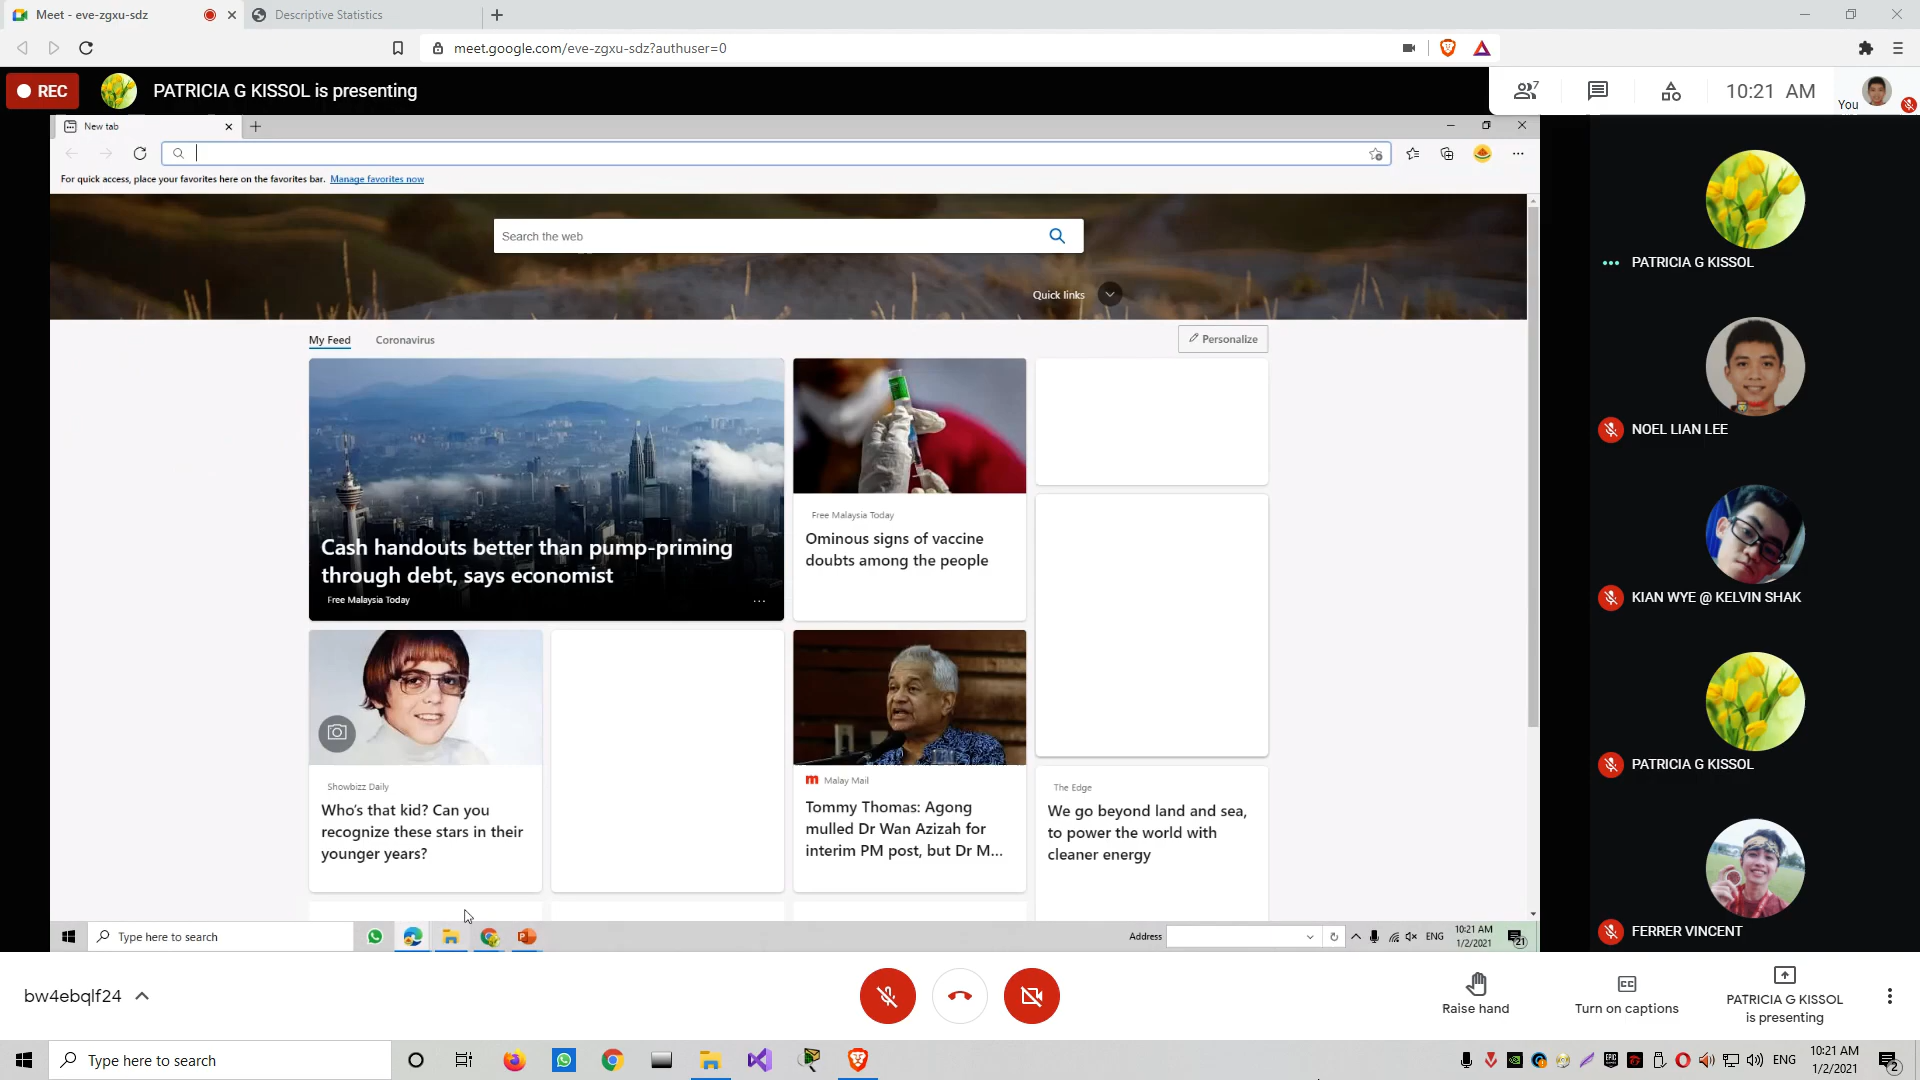 Meet - eve-zgxu-sdz
Descriptive Statistics
meet.google.com/eve-zgxu-sdz?authuser=0
REC
PATRICIA G KISSOL is presenting
7
10:21 AM
You
New tab
For quick access, place your favorites here on the favorites bar. Manage favorites now
Search the web
Quick links
My Feed
Coronavirus
Personalize
Cash handouts better than pump-priming
through debt, says economist
Free Malaysia Today
Free Malaysia Today
Ominous signs of vaccine
doubts among the people
Showbizz Daily
Who's that kid? Can you
recognize these stars in their
younger years?
Malay Mail
Tommy Thomas: Agong
mulled Dr Wan Azizah for
interim PM post, but Dr M...
The Edge
We go beyond land and sea,
to power the world with
cleaner energy
Type here to search
Address
ENG
10:21 AM
1/2/2021
21
PATRICIA G KISSOL
NOEL LIAN LEE
KIAN WYE @ KELVIN SHAK
PATRICIA G KISSOL
FERRER VINCENT
bw4ebqlf24
Raise hand
Turn on captions
PATRICIA G KISSOL
is presenting
Type here to search
ENG
10:21 AM
1/2/2021
2